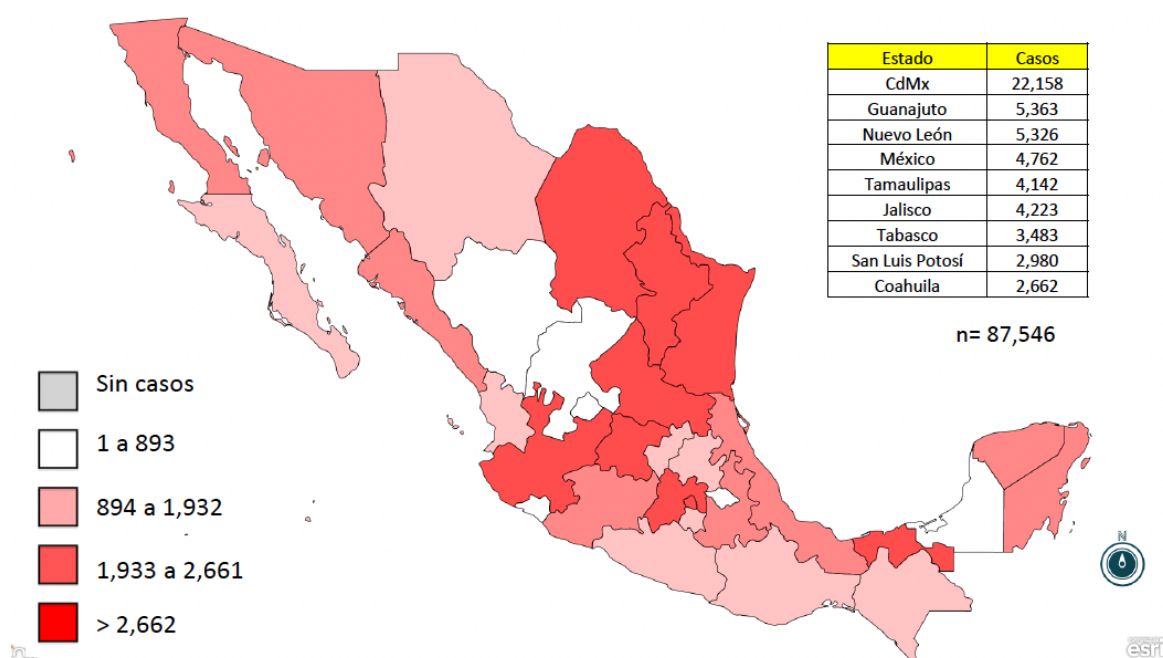 Estado Casos
CdMx 22,158
Guanajuto 5,363
Nuevo León 5,326
México 4,762
Tamaulipas 4,142
Jalisco 4,223
Tabasco 3,483
San Luis Potosí 2,980
Coahuila 2,662
n= 87,546
Sin casos
1 a 893
894 a 1,932
1,933 a 2,661
> 2,662
N
esri